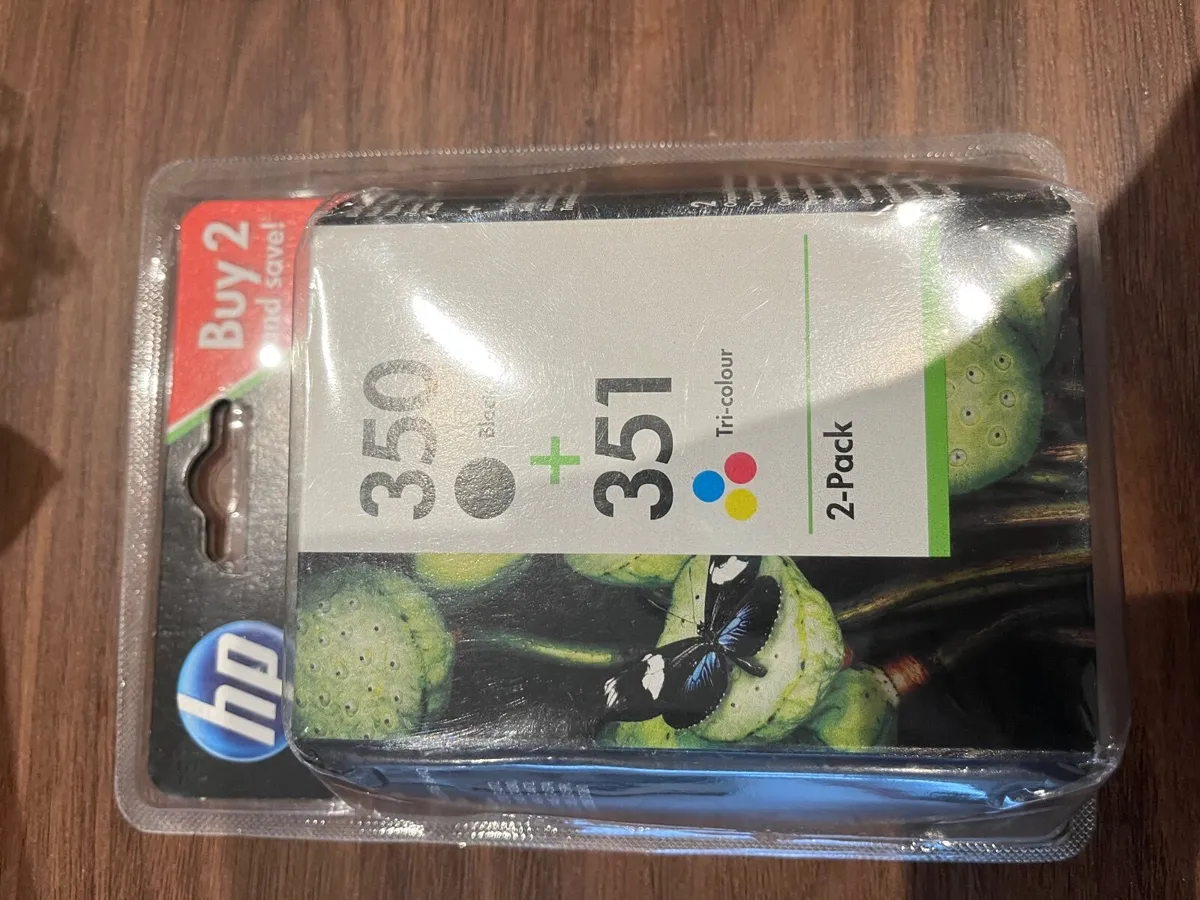 Buy 2
and save!
hp
350
Black
+
351
Tri-colour
2-Pack